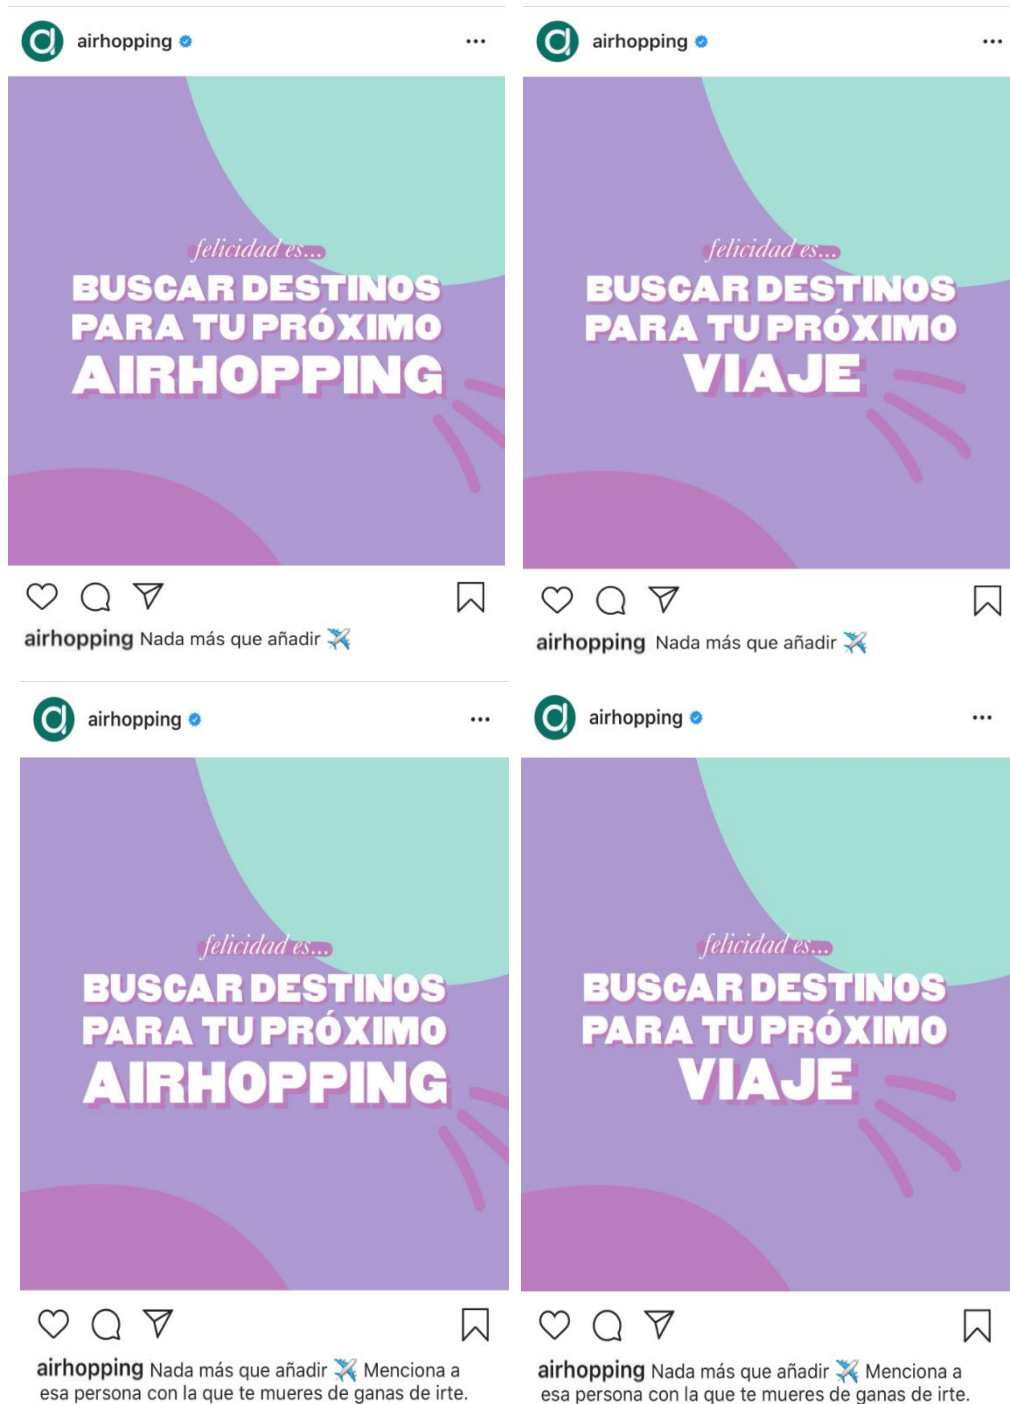 airhopping
felicidad es...
BUSCAR DESTINOS
PARA TU PRÓXIMO
AIRHOPPING
airhopping Nada más que añadir ✈️
airhopping
felicidad es...
BUSCAR DESTINOS
PARA TU PRÓXIMO
VIAJE
airhopping Nada más que añadir ✈️
airhopping
felicidad es...
BUSCAR DESTINOS
PARA TU PRÓXIMO
AIRHOPPING
airhopping Nada más que añadir ✈️ Menciona a
esa persona con la que te mueres de ganas de irte.
airhopping
felicidad es...
BUSCAR DESTINOS
PARA TU PRÓXIMO
VIAJE
airhopping Nada más que añadir ✈️ Menciona a
esa persona con la que te mueres de ganas de irte.